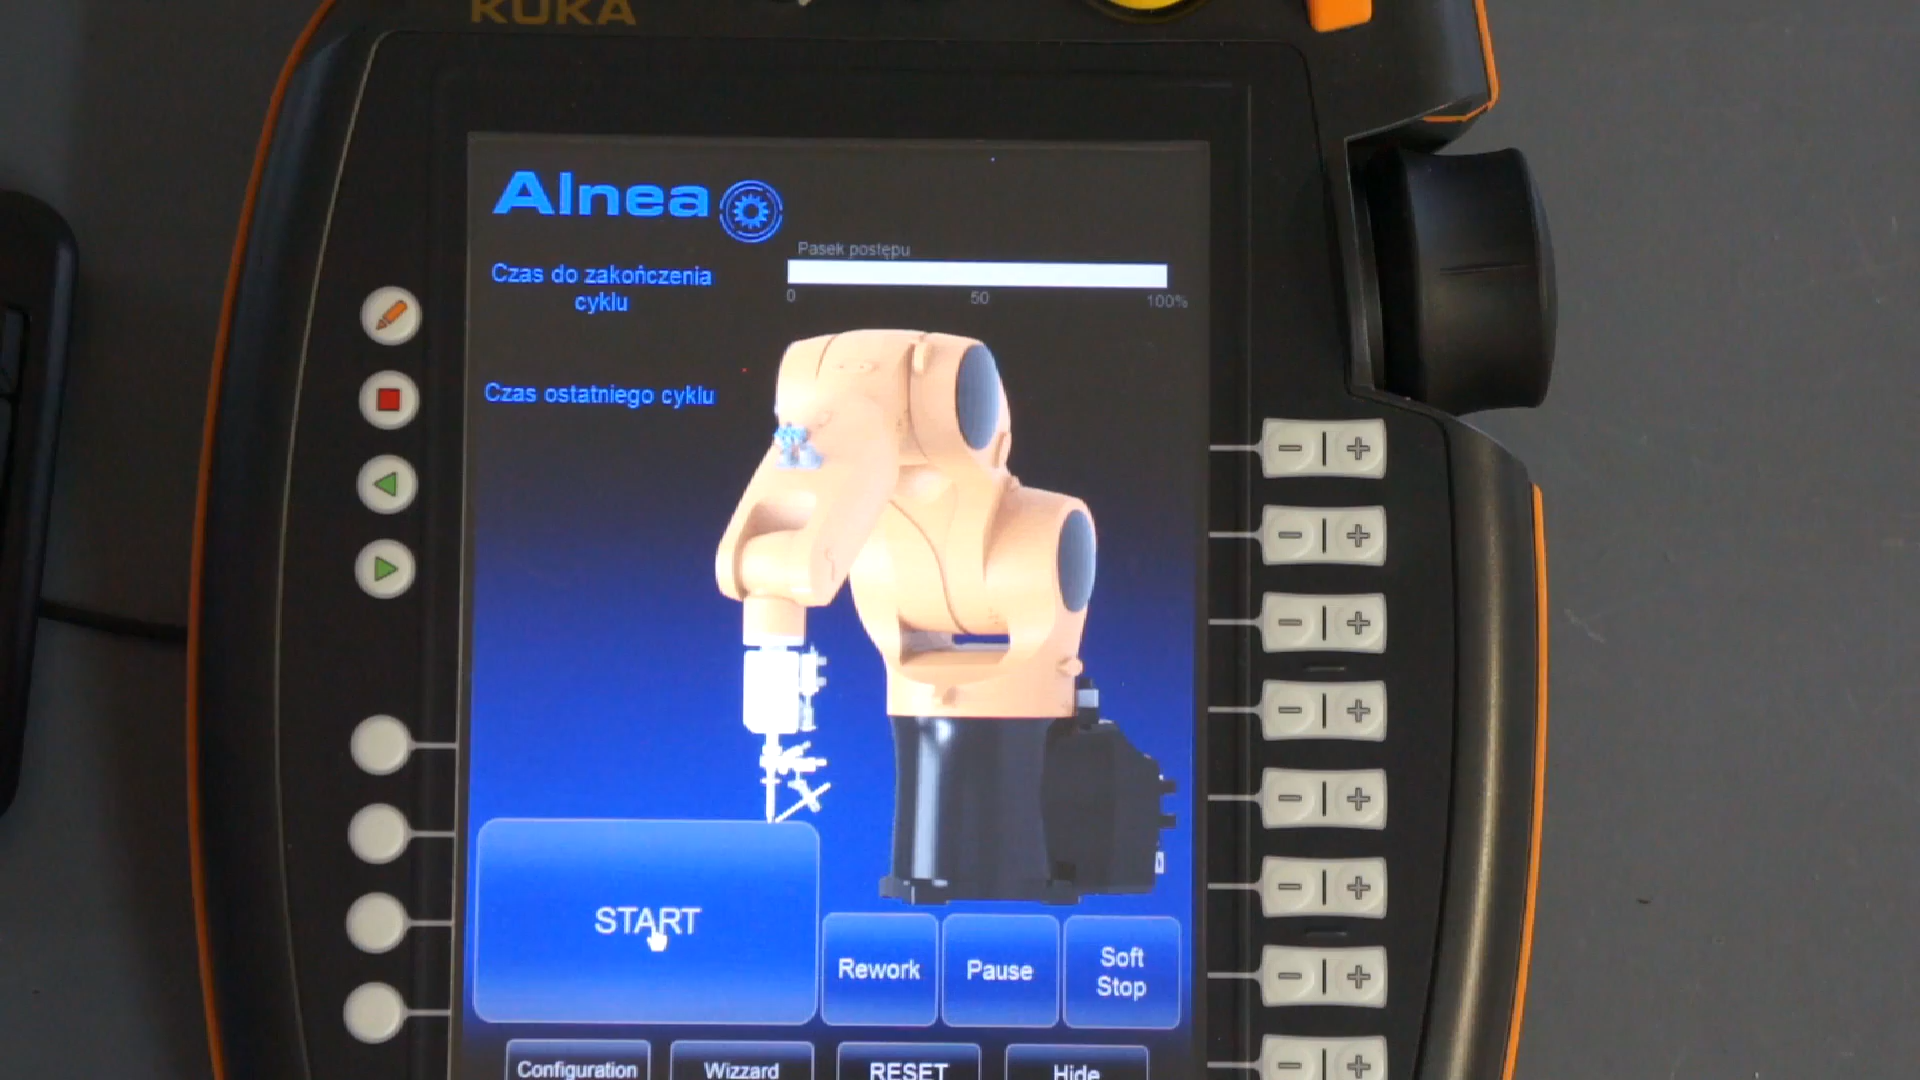 KUKA
Alnea
Pasek postępu
Czas do zakończenia
cyklu
0 50 100%
Czas ostatniego cyklu
START
Rework
Pause
Soft
Stop
Configuration
Wizzard
RESET
Hide